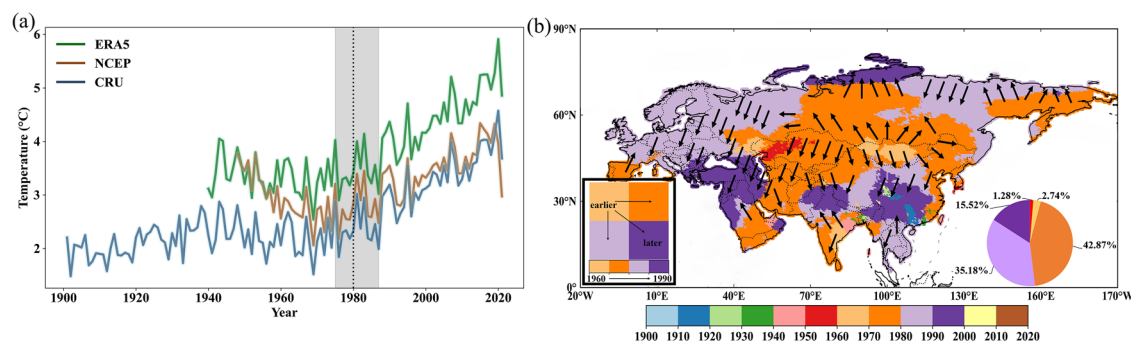 (a)
6
5
4
3
2
Temperature (°C)
ERA5
NCEP
CRU
1900 1920 1940 1960 1980 2000 2020
Year
(b)
90°N
60°N
30°N
0°
20°W 10°E 40°E 70°E 100°E 130°E 160°E 170°W
earlier
later
1960 1990
1.28% 2.74%
15.52%
42.87%
35.18%
1900 1910 1920 1930 1940 1950 1960 1970 1980 1990 2000 2010 2020